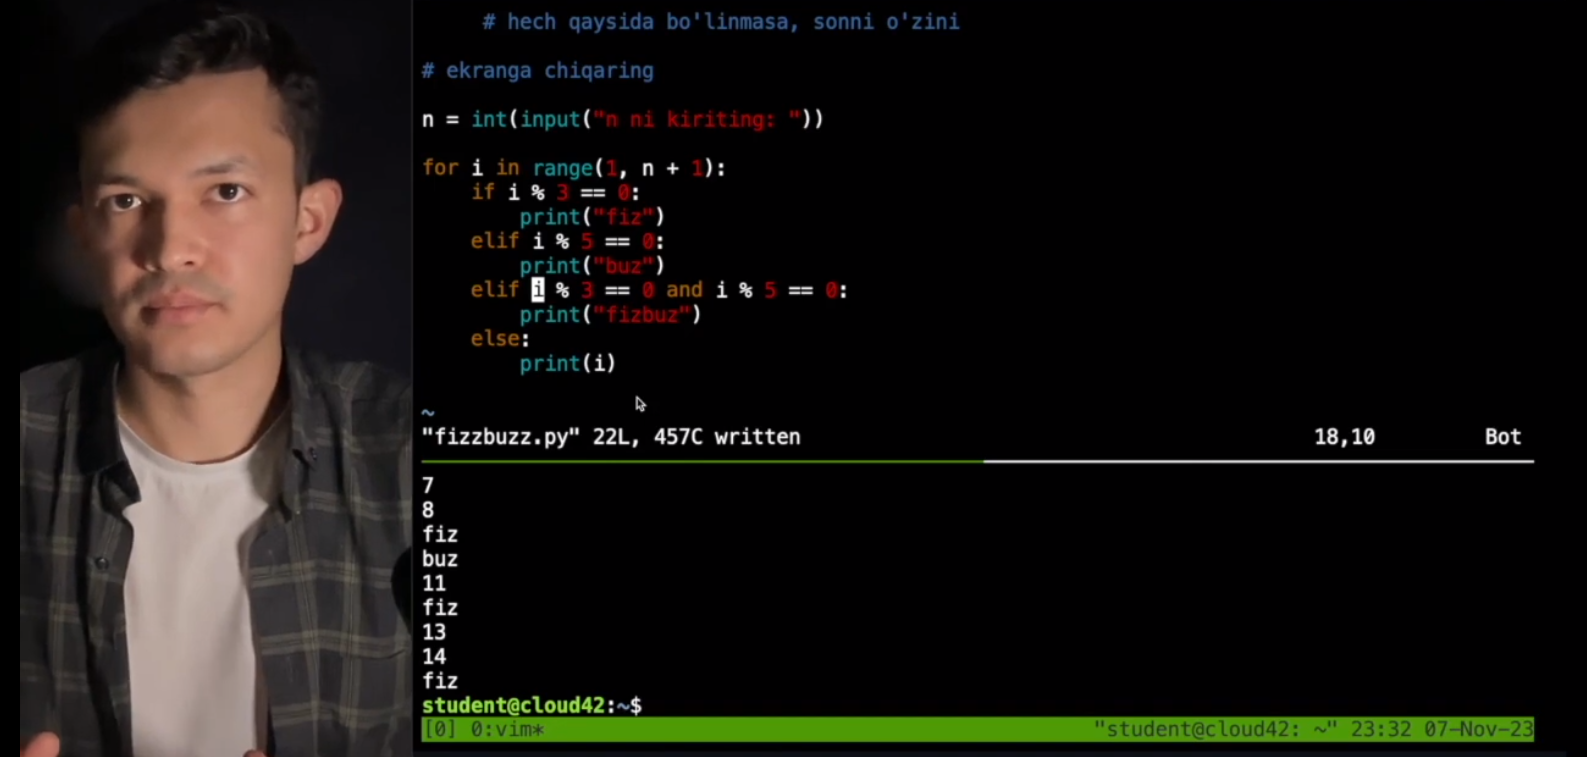 # hech qaysida bo'linmasa, sonni o'zini
# ekranga chiqaring
n = int(input("n ni kiriting: "))
for i in range(1, n + 1):
if i % 3 == 0:
print("fiz")
elif i % 5 == 0:
print("buz")
elif i % 3 == 0 and i % 5 == 0:
print("fizbuz")
else:
print(i)
~
"fizzbuzz.py" 22L, 457C written 18,10 Bot
7
8
fiz
buz
11
fiz
13
14
fiz
student@cloud42:~$
[0] 0:vim* "student@cloud42: ~" 23:32 07-Nov-23